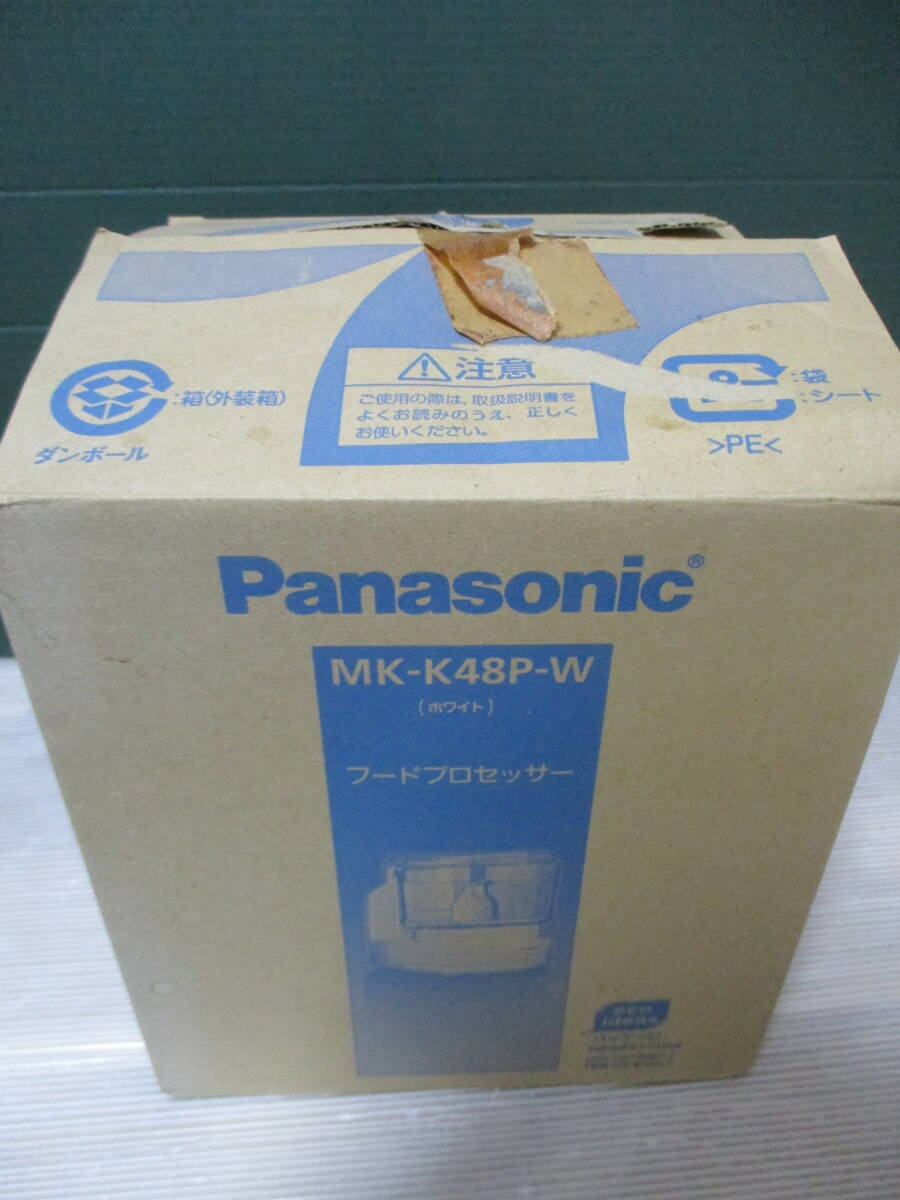 注意
:箱(外装箱)
ダンボール
ご使用の際は、取扱説明書を
よくお読みのうえ、正しく
お使いください。
:袋
:シート
>PE<
Panasonic®
MK-K48P-W
(ホワイト)
フードプロセッサー
eco
ideas